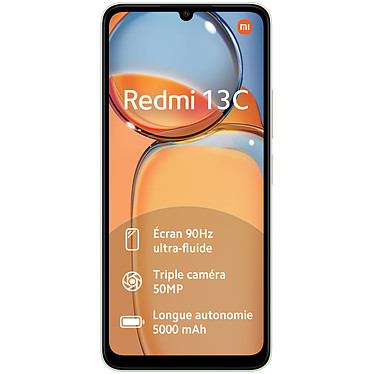 mi
Redmi 13C
Écran 90Hz
ultra-fluide
Triple caméra
50MP
Longue autonomie
5000 mAh